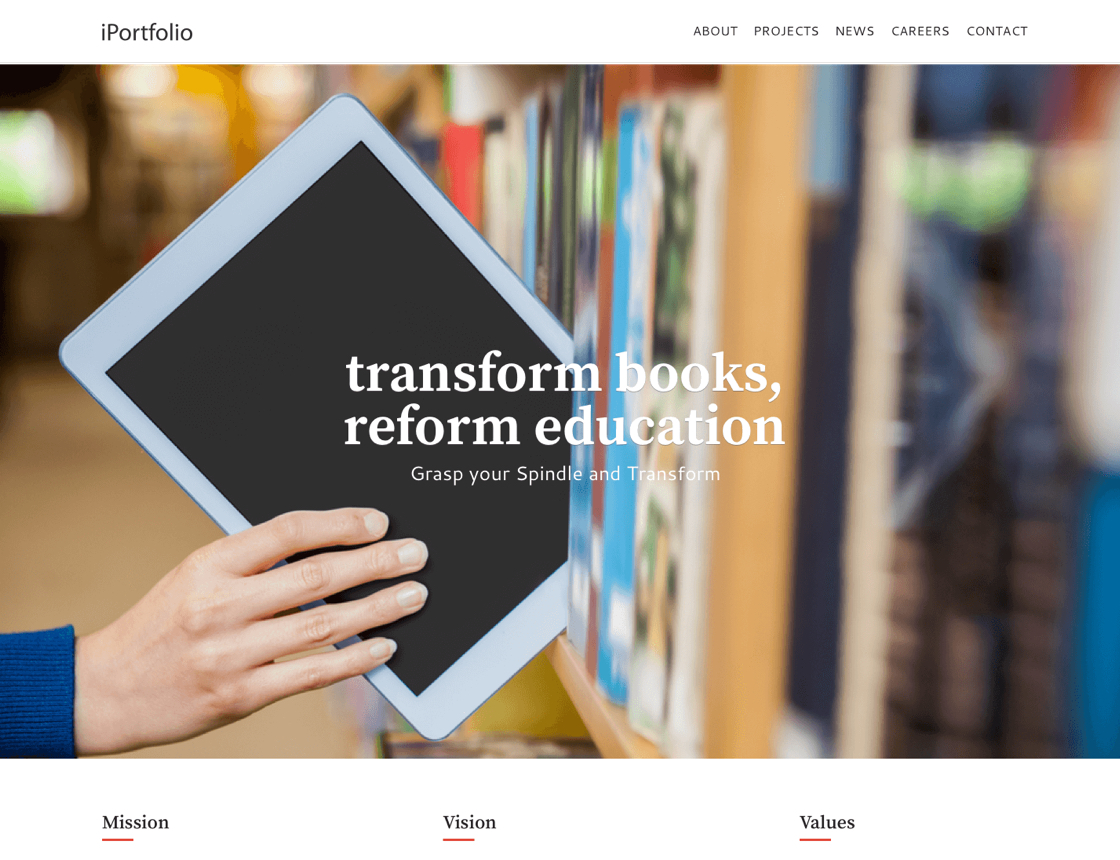 iPortfolio
ABOUT PROJECTS NEWS CAREERS CONTACT
transform books,
reform education
Grasp your Spindle and Transform
Mission Vision Values